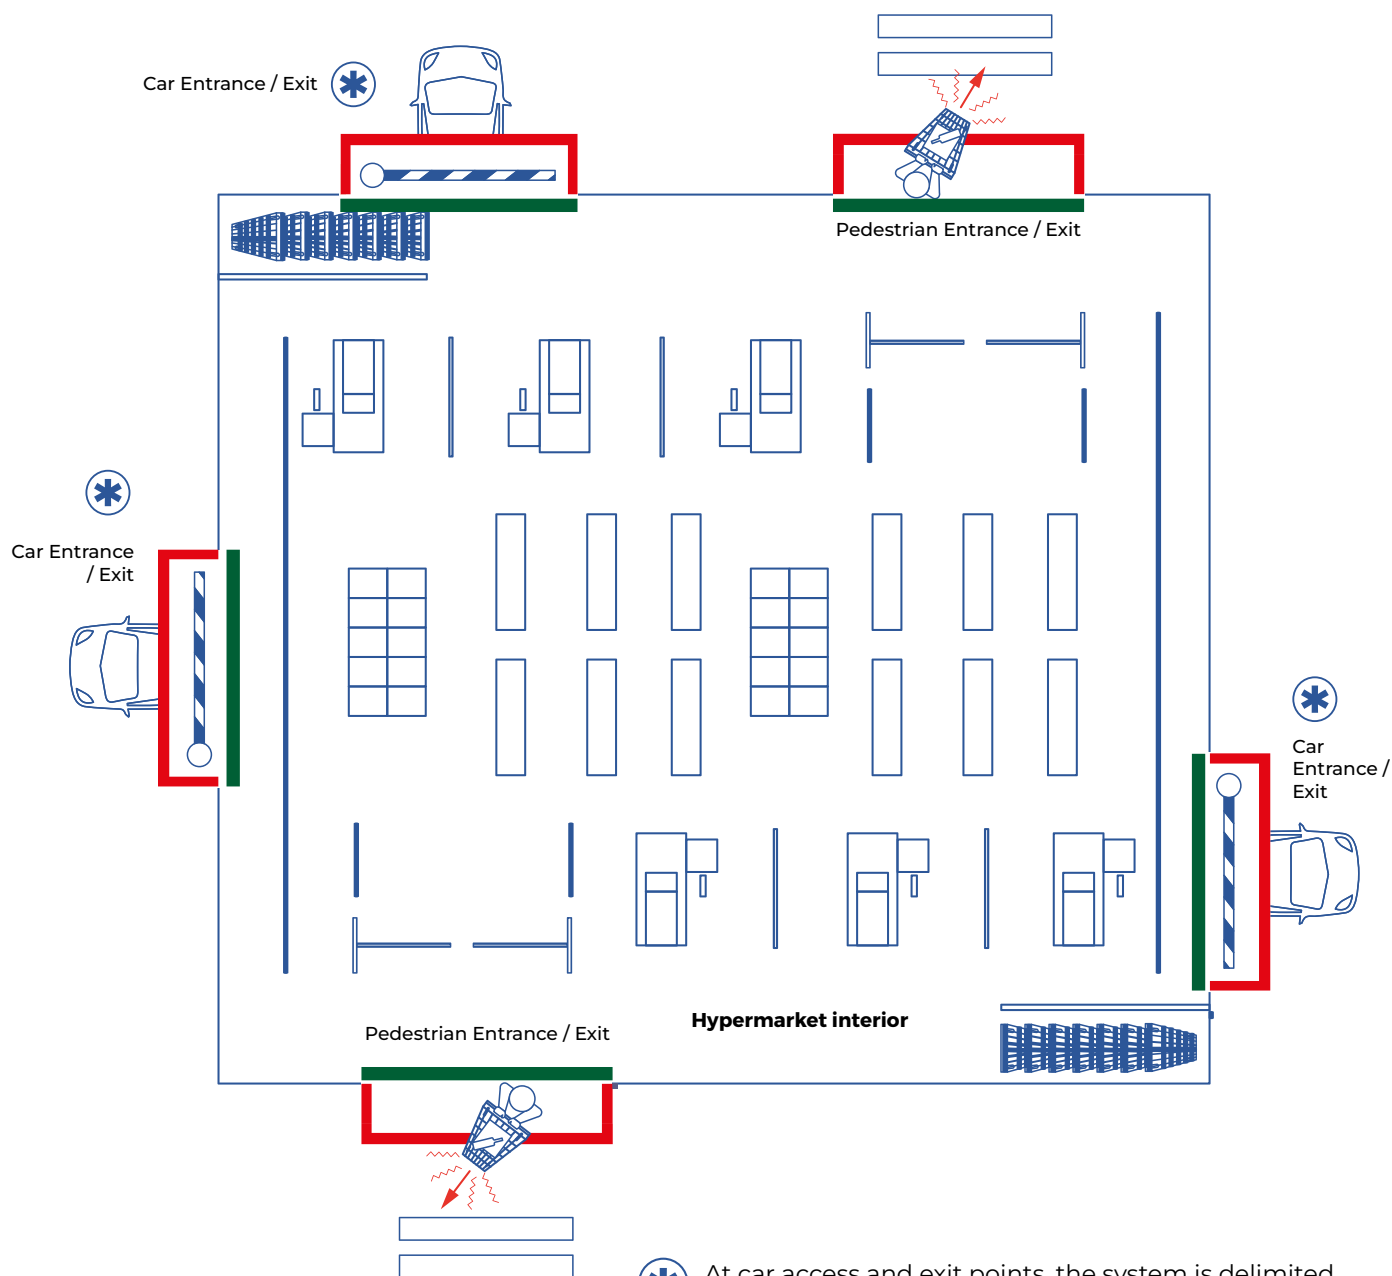 Car Entrance / Exit
Pedestrian Entrance / Exit
Car Entrance
/ Exit
Car
Entrance /
Exit
Hypermarket interior
Pedestrian Entrance / Exit
At car access and exit points, the system is delimited